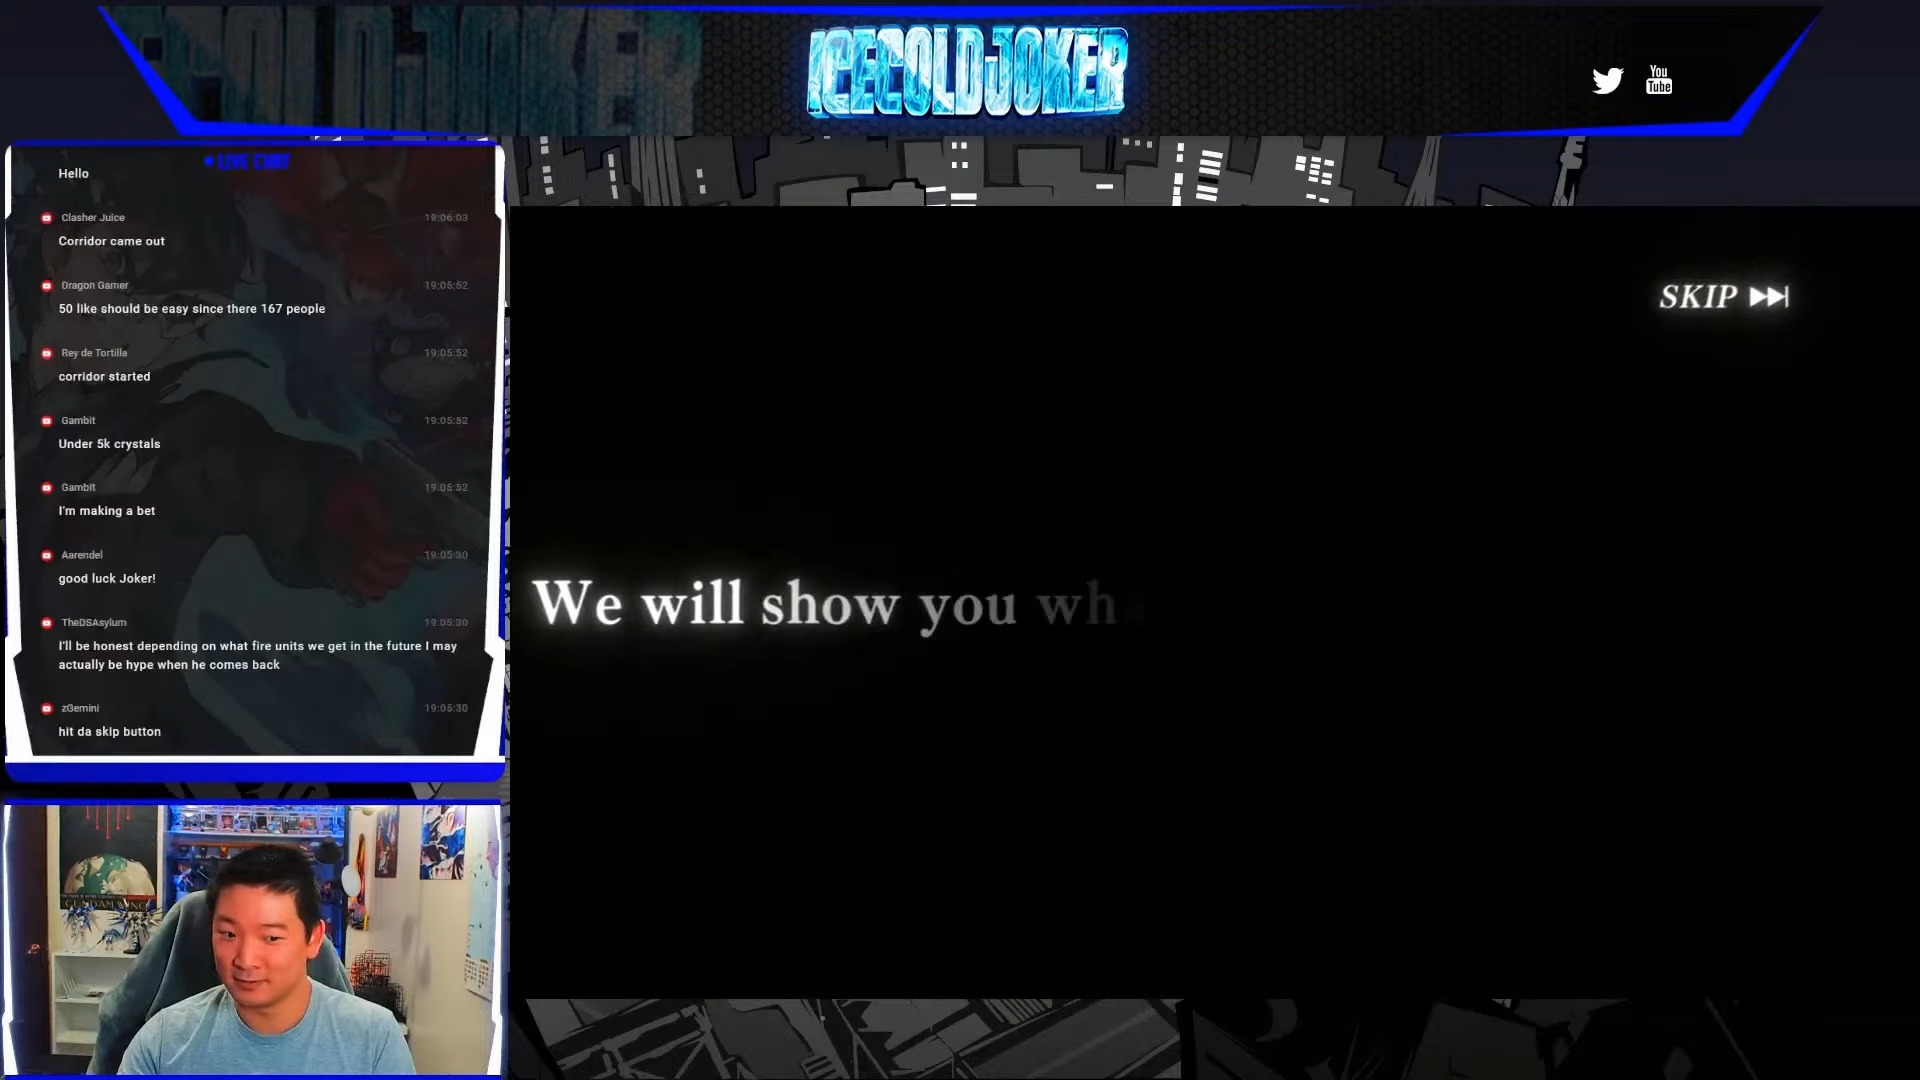 ICECOLDJOKER
You
Tube
LIVE CHAT
Hello
Clasher Juice 19:06:03
Corridor came out
Dragon Gamer 19:05:52
50 like should be easy since there 167 people
Rey de Tortilla 19:05:52
corridor started
Gambit 19:05:52
Under 5k crystals
Gambit 19:05:52
I'm making a bet
Aarendel 19:05:30
good luck Joker!
TheDSAsylum 19:05:30
I'll be honest depending on what fire units we get in the future I may
actually be hype when he comes back
zGemini 19:05:30
hit da skip button
SKIP
We will show you wh
GUNDAM WING